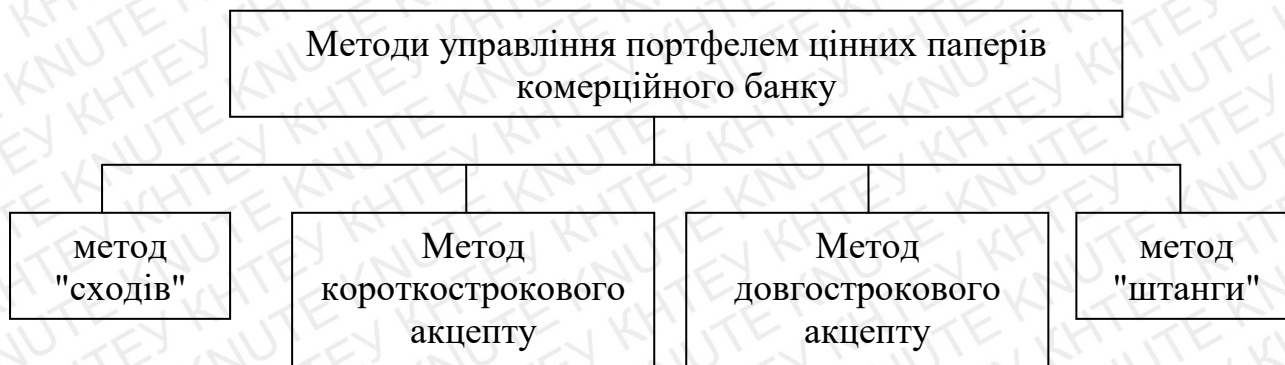 Методи управління портфелем цінних паперів
комерційного банку
метод
"сходів"
Метод
короткострокового
акцепту
Метод
довгострокового
акцепту
метод
"штанги"